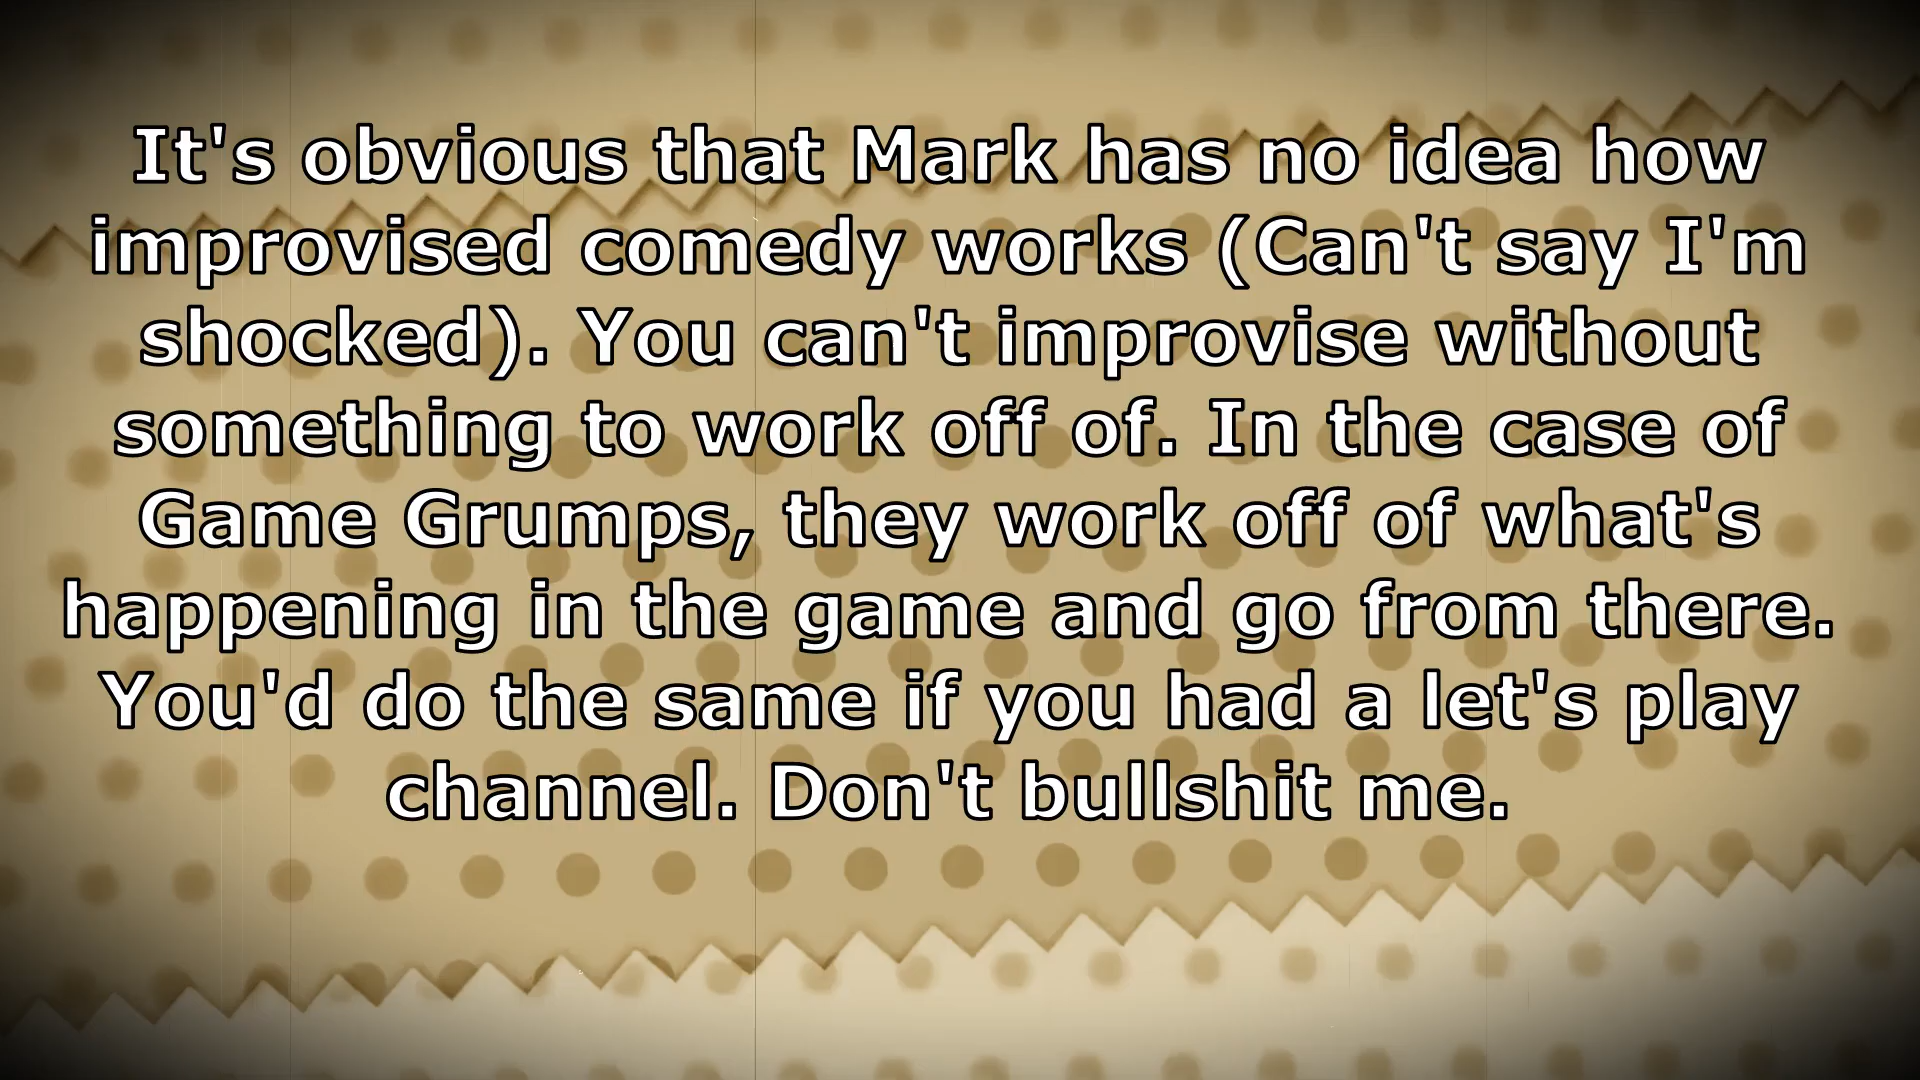 It's obvious that Mark has no idea how
improvised comedy works (Can't say I'm
shocked). You can't improvise without
something to work off of. In the case of
Game Grumps, they work off of what's
happening in the game and go from there.
You'd do the same if you had a let's play
channel. Don't bullshit me.